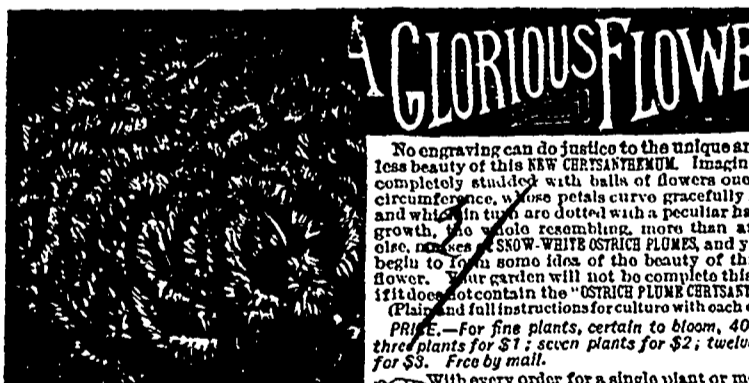 A GLORIOUS FLOWE
No engraving can do justice to the unique an
less beauty of this NEW CHRYSANTHEMUM. Imagin
completely studded with balls of flowers one
circumference, whose petals curve gracefully
and which in turn are dotted with a peculiar ha
growth, the whole resembling more than a
else, masses of SNOW-WHITE OSTRICH PLUMES, and y
begin to form some idea of the beauty of th
flower. Your garden will not be complete this
if it does not contain the "OSTRICH PLUME CHRYSANT
(Plain and full instructions for culture with each
PRICE.—For fine plants, certain to bloom, 40
three plants for $1; seven plants for $2; twelv
for $3. Free by mail.
With every order for a single plant or m